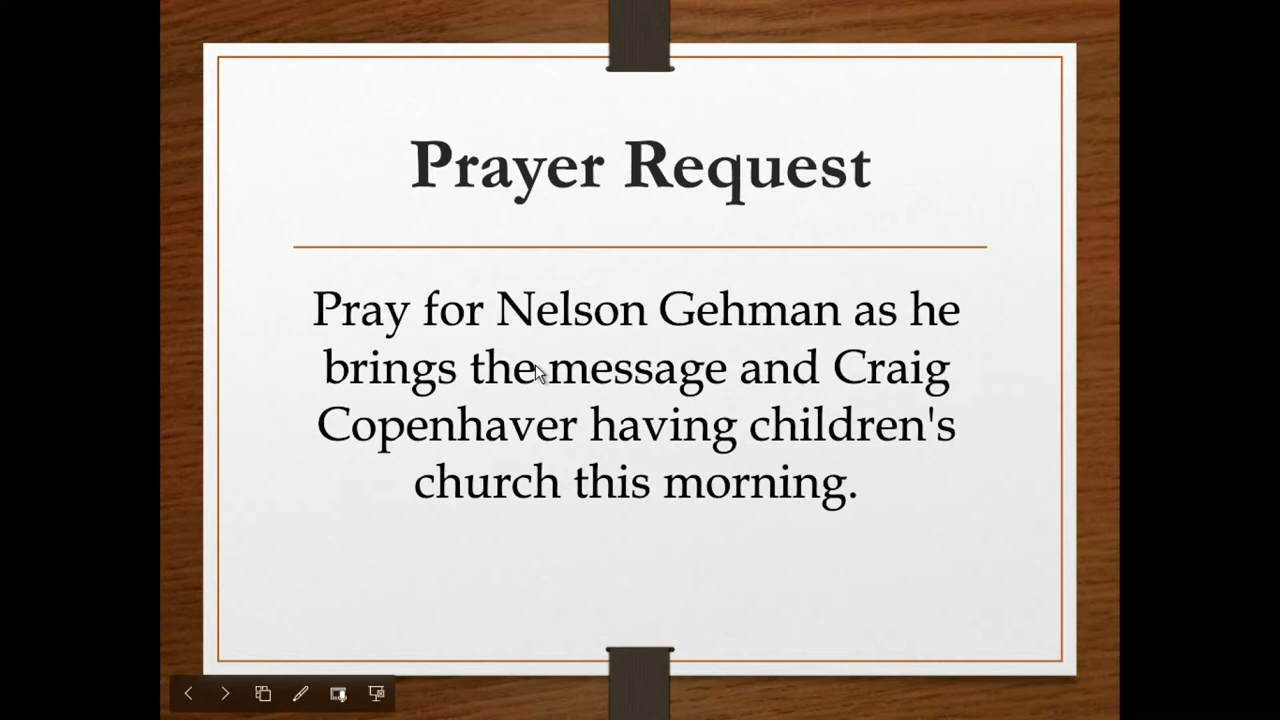 Prayer Request
Pray for Nelson Gehman as he
brings the message and Craig
Copenhaver having children's
church this morning.